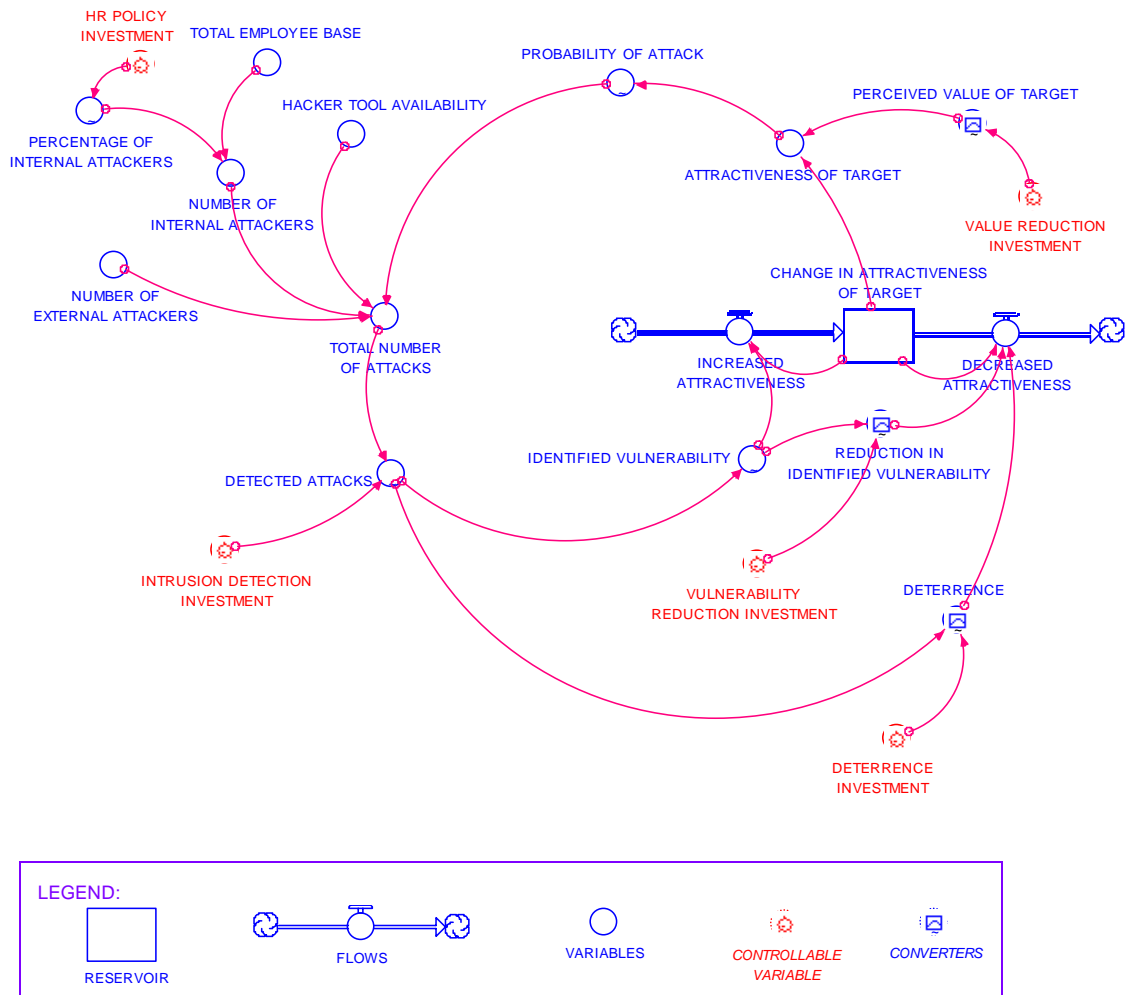 HR POLICY
INVESTMENT
TOTAL EMPLOYEE BASE
PROBABILITY OF ATTACK
HACKER TOOL AVAILABILITY
PERCEIVED VALUE OF TARGET
PERCENTAGE OF
INTERNAL ATTACKERS
ATTRACTIVENESS OF TARGET
NUMBER OF
INTERNAL ATTACKERS
VALUE REDUCTION
INVESTMENT
CHANGE IN ATTRACTIVENESS
OF TARGET
NUMBER OF
EXTERNAL ATTACKERS
TOTAL NUMBER
OF ATTACKS
INCREASED
ATTRACTIVENESS
DECREASED
ATTRACTIVENESS
IDENTIFIED VULNERABILITY
REDUCTION IN
IDENTIFIED VULNERABILITY
DETECTED ATTACKS
INTRUSION DETECTION
INVESTMENT
VULNERABILITY
REDUCTION INVESTMENT
DETERRENCE
DETERRENCE
INVESTMENT
LEGEND:
RESERVOIR
FLOWS
VARIABLES
CONTROLLABLE
VARIABLE
CONVERTERS